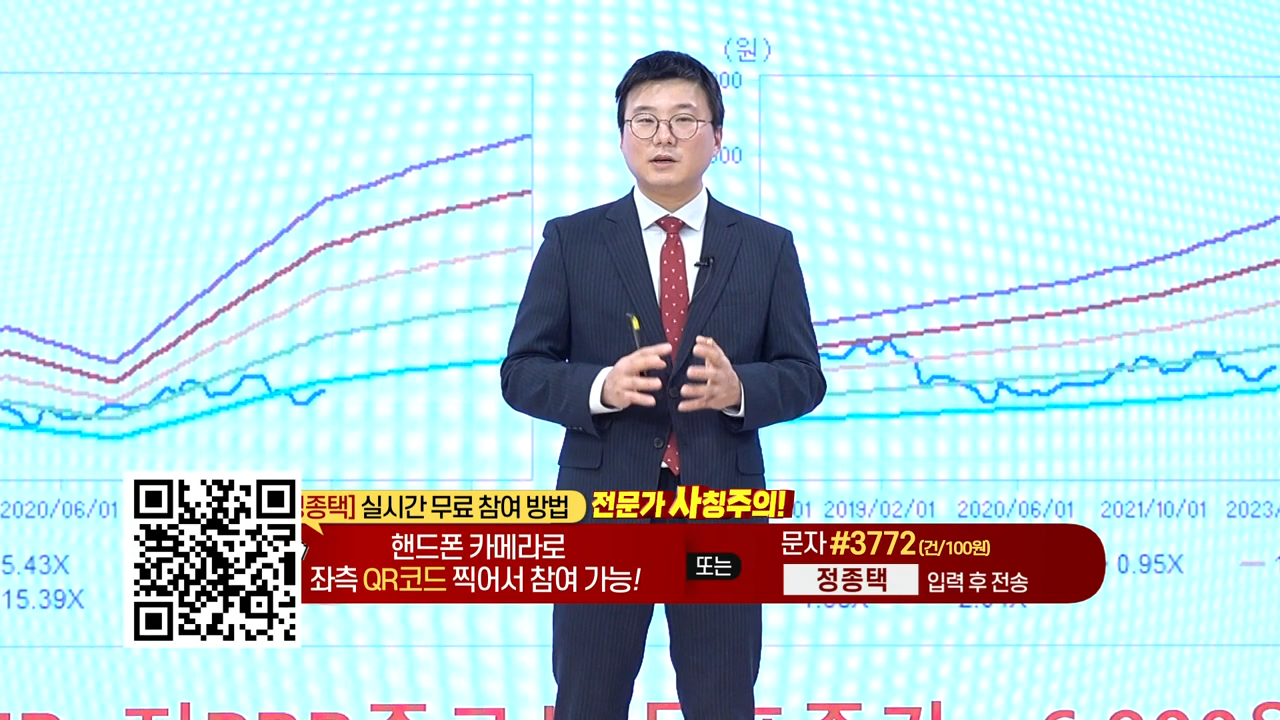 (원)
2020/06/01
2019/02/01
2020/06/01
2021/10/01
5.43X
15.39X
0.95X
종택] 실시간 무료 참여 방법
전문가 사칭주의!
핸드폰 카메라로
좌측 QR코드 찍어서 참여 가능!
또는
문자 #3772 (건/100원)
정종택 입력 후 전송